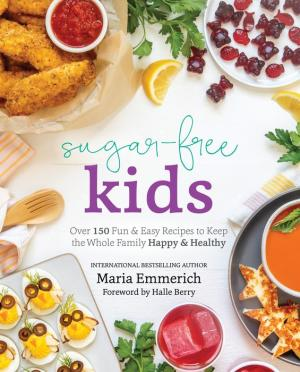 sugar-free
kids
Over 150 Fun & Easy Recipes to Keep
the Whole Family Happy & Healthy
INTERNATIONAL BESTSELLING AUTHOR
Maria Emmerich
Foreword by Halle Berry